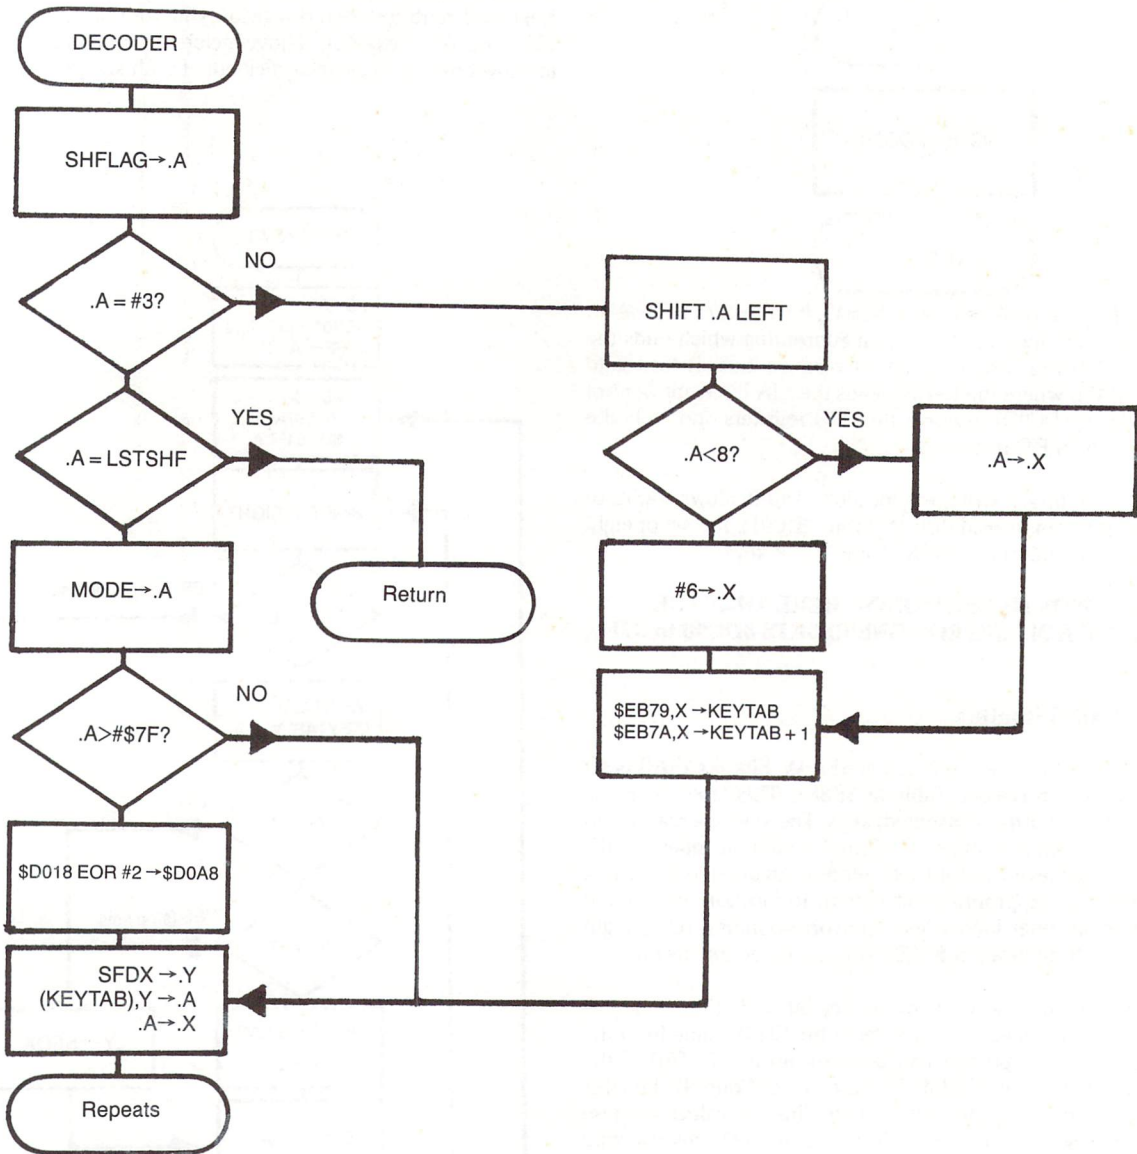 DECODER
SHFLAG→.A
.A = #3?
NO
SHIFT .A LEFT
.A = LSTSHF
YES
.A<8?
YES
.A→.X
MODE→.A
Return
#6→.X
.A>#$7F?
NO
$EB79,X →KEYTAB
$EB7A,X →KEYTAB + 1
$D018 EOR #2→$D0A8
SFDX →.Y
(KEYTAB),Y →.A
.A→.X
Repeats